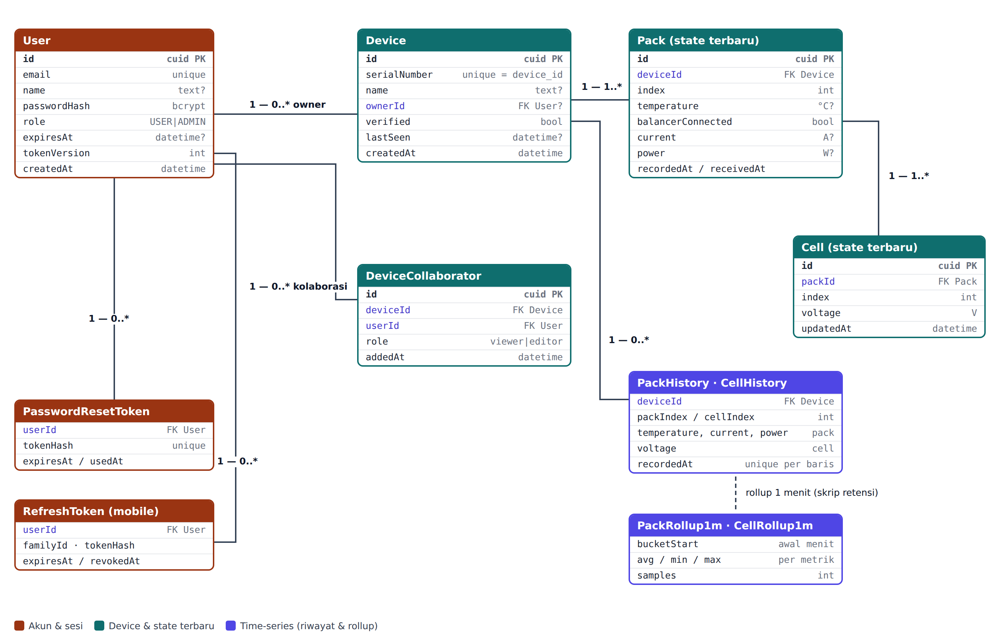 User
id cuid PK
email unique
name text?
passwordHash bcrypt
role USER|ADMIN
expiresAt datetime?
tokenVersion int
createdAt datetime
1 — 0..* owner
Device
id cuid PK
serialNumber unique = device_id
name text?
ownerId FK User?
verified bool
lastSeen datetime?
createdAt datetime
1 — 1..*
Pack (state terbaru)
id cuid PK
deviceId FK Device
index int
temperature °C?
balancerConnected bool
current A?
power W?
recordedAt / receivedAt
1 — 1..*
Cell (state terbaru)
id cuid PK
packId FK Pack
index int
voltage V
updatedAt datetime
1 — 0..* kolaborasi
DeviceCollaborator
id cuid PK
deviceId FK Device
userId FK User
role viewer|editor
addedAt datetime
1 — 0..*
1 — 0..*
PackHistory · CellHistory
deviceId FK Device
packIndex / cellIndex int
temperature, current, power pack
voltage cell
recordedAt unique per baris
PasswordResetToken
userId FK User
tokenHash unique
expiresAt / usedAt
1 — 0..*
rollup 1 menit (skrip retensi)
RefreshToken (mobile)
userId FK User
familyId · tokenHash
expiresAt / revokedAt
PackRollup1m · CellRollup1m
bucketStart awal menit
avg / min / max per metrik
samples int
Akun & sesi
Device & state terbaru
Time-series (riwayat & rollup)